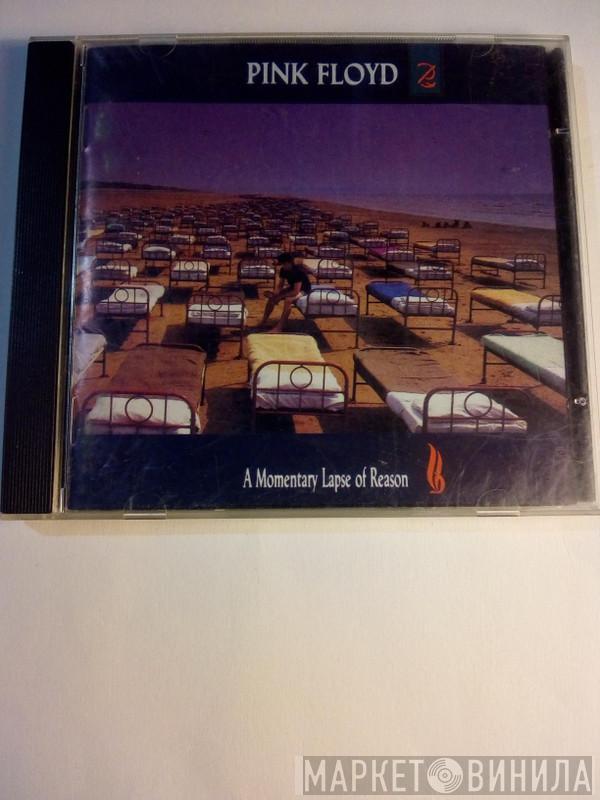 PINK FLOYD
A Momentary Lapse of Reason
МАРКЕТ ВИНИЛА